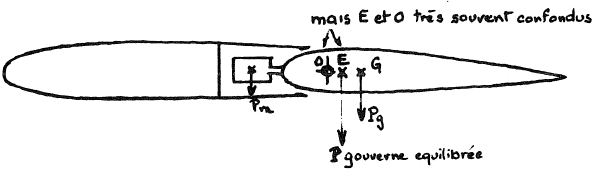 mais E et O très souvent confondus
O E G
Pm
Pg
P gouverne equilibrée